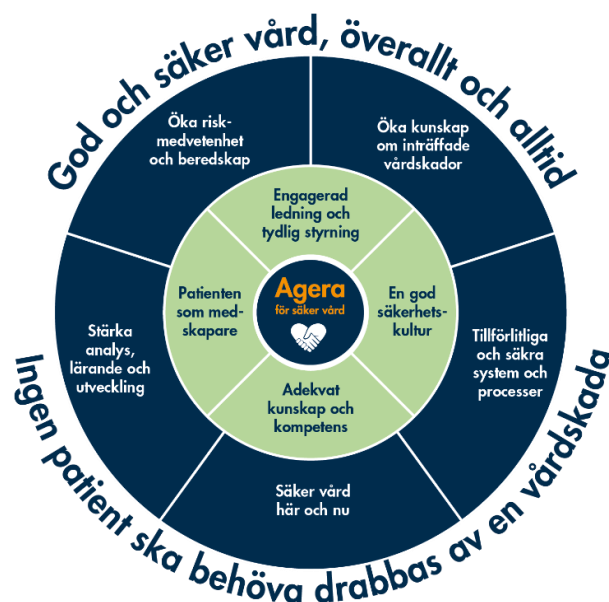 God och säker vård, överallt och alltid
Öka risk-
medvetenhet
och beredskap
Öka kunskap
om inträffade
vårdskador
Engagerad
ledning och
tydlig styrning
Patienten
som med-
skapare
Agera
för säker vård
En god
säkerhets-
kultur
Stärka
analys,
lärande och
utveckling
Tillförlitliga
och säkra
system och
processer
Adekvat
kunskap och
kompetens
Säker vård
här och nu
Ingen patient ska behöva drabbas av en vårdskada